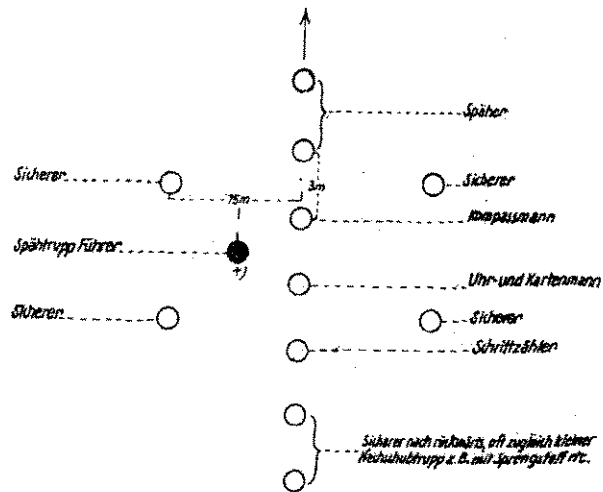 Späher
Sicherer
3m
Sicherer
75m
Kompassmann
Spähtrupp Führer
+)
Uhr- und Kartenmann
Sicherer
Sicherer
Schrittzähler
Sicherer nach rückwärts, oft zugleich kleiner
Nachschubtrupp z.B. mit Sprengstoff etc.